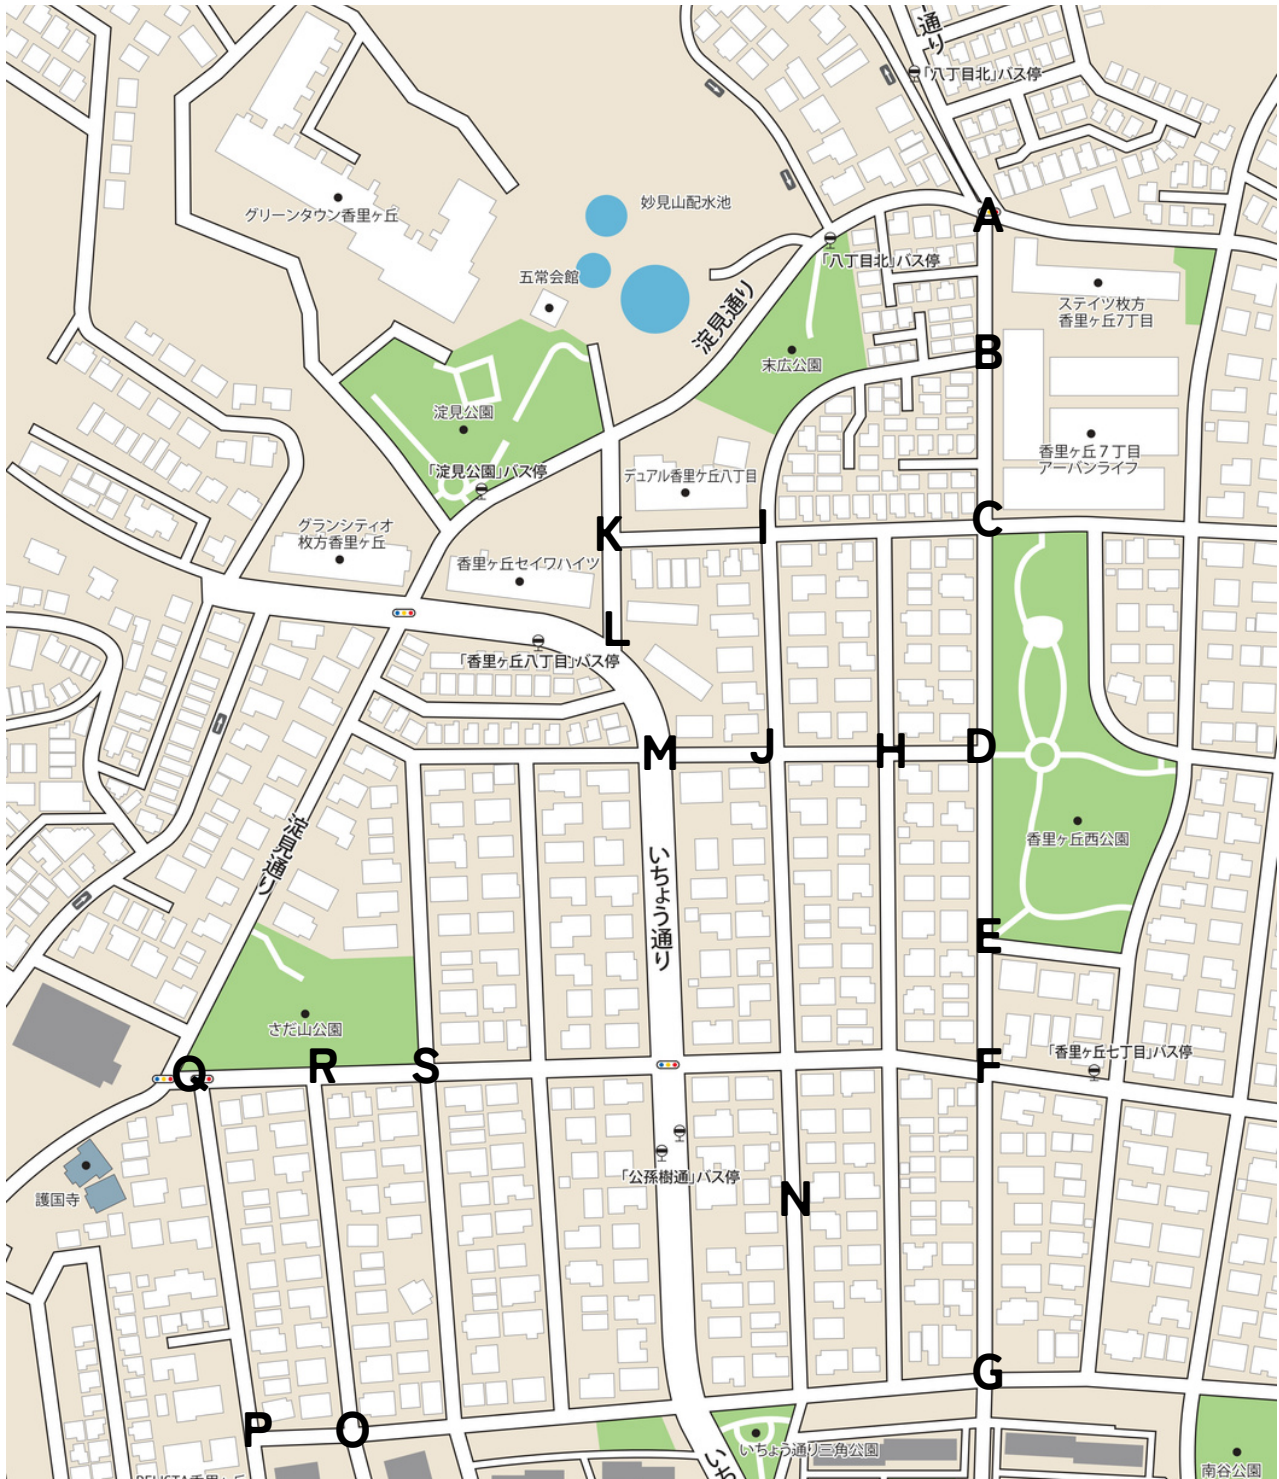 通り
「八丁目北」バス停
妙見山配水池
グリーンタウン香里ヶ丘
A
「八丁目北」バス停
五常会館
ステイツ枚方
香里ヶ丘7丁目
淀見通り
B
末広公園
淀見公園
香里ヶ丘7丁目
アーバンライフ
「淀見公園」バス停
デュアル香里ケ丘八丁目
グランシティオ
枚方香里ヶ丘
K
I
C
香里ヶ丘セイワハイツ
L
「香里ヶ丘八丁目」バス停
M
J
H
D
淀見通り
香里ヶ丘西公園
いちょう通り
E
さだ山公園
「香里ヶ丘七丁目」バス停
Q
R
S
F
「公孫樹通」バス停
護国寺
N
G
P
O
いちょう通り三角公園
いち
南谷公園